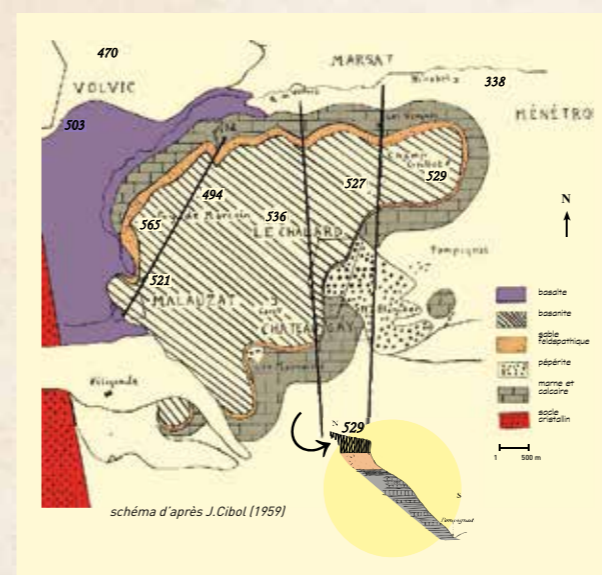 470
VOLVIC
MARSAT
Mirabel
338
MÉNÉTRO
503
494
527
529
536
565
LE CHALARD
521
MALAUZAT
CHATEAUGAY
N
basalte
basanite
sable
feldspathique
pépérite
marne et
calcaire
socle
cristallin
1 500 m
N
529
S
schéma d'après J.Cibol (1959)